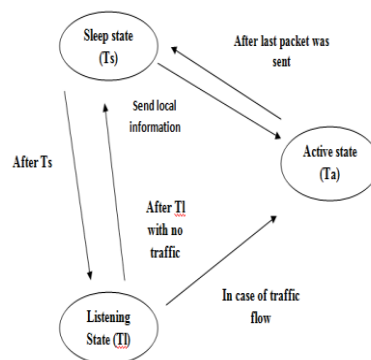 Sleep state
(Ts)
After last packet was
sent
Send local
information
Active state
(Ta)
After Ts
After Tl
with no
traffic
In case of traffic
flow
Listening
State (Tl)